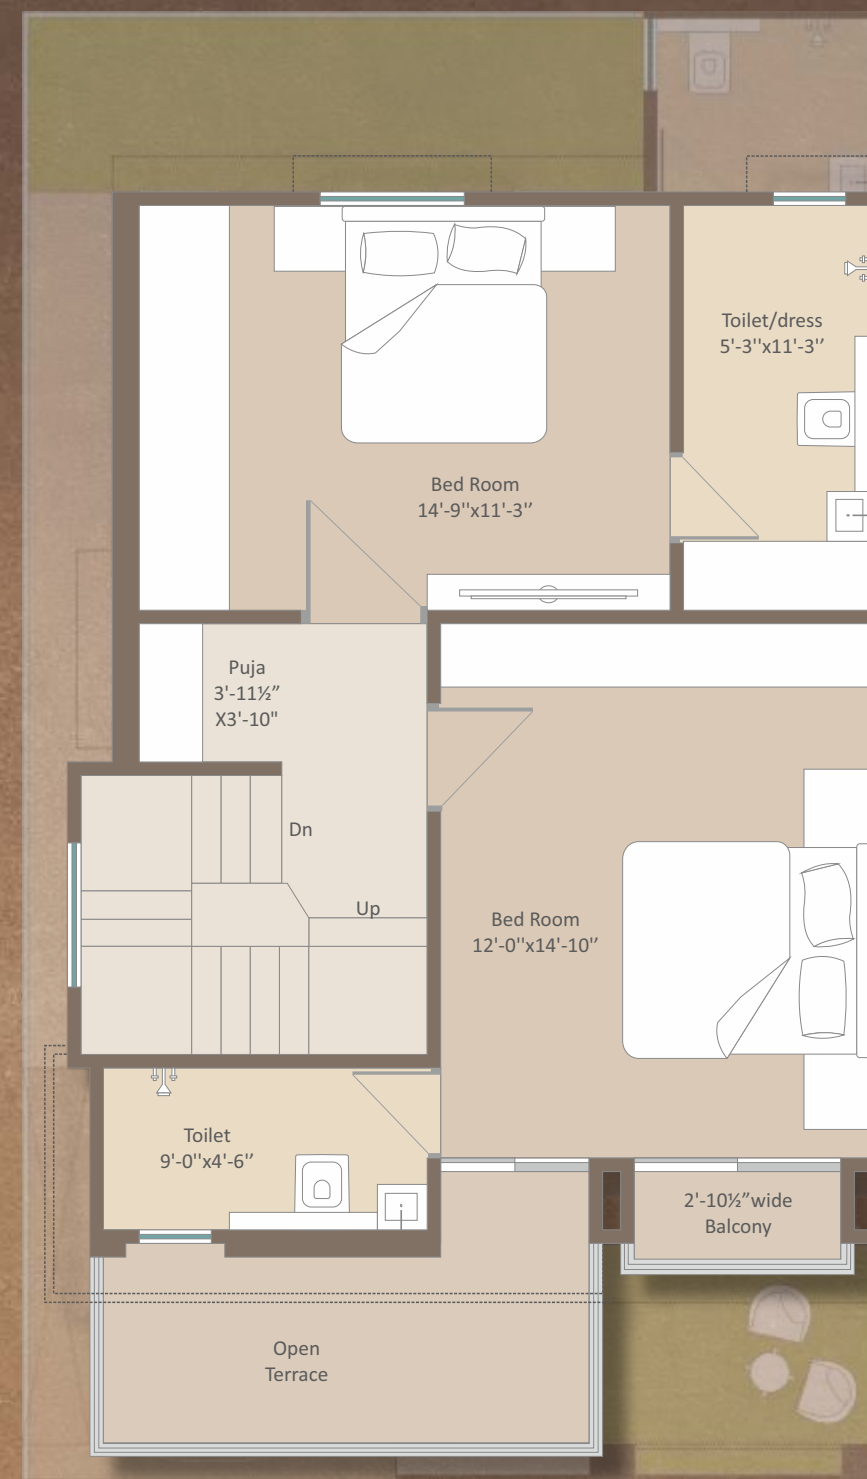 Toilet/dress
5'-3''x11'-3’’
Bed Room
14'-9''x11'-3’’
Puja
3'-11½”
X3'-10"
Dn
Up
Bed Room
12'-0''x14'-10’’
Toilet
9'-0''x4'-6’’
2'-10½”wide
Balcony
Open
Terrace